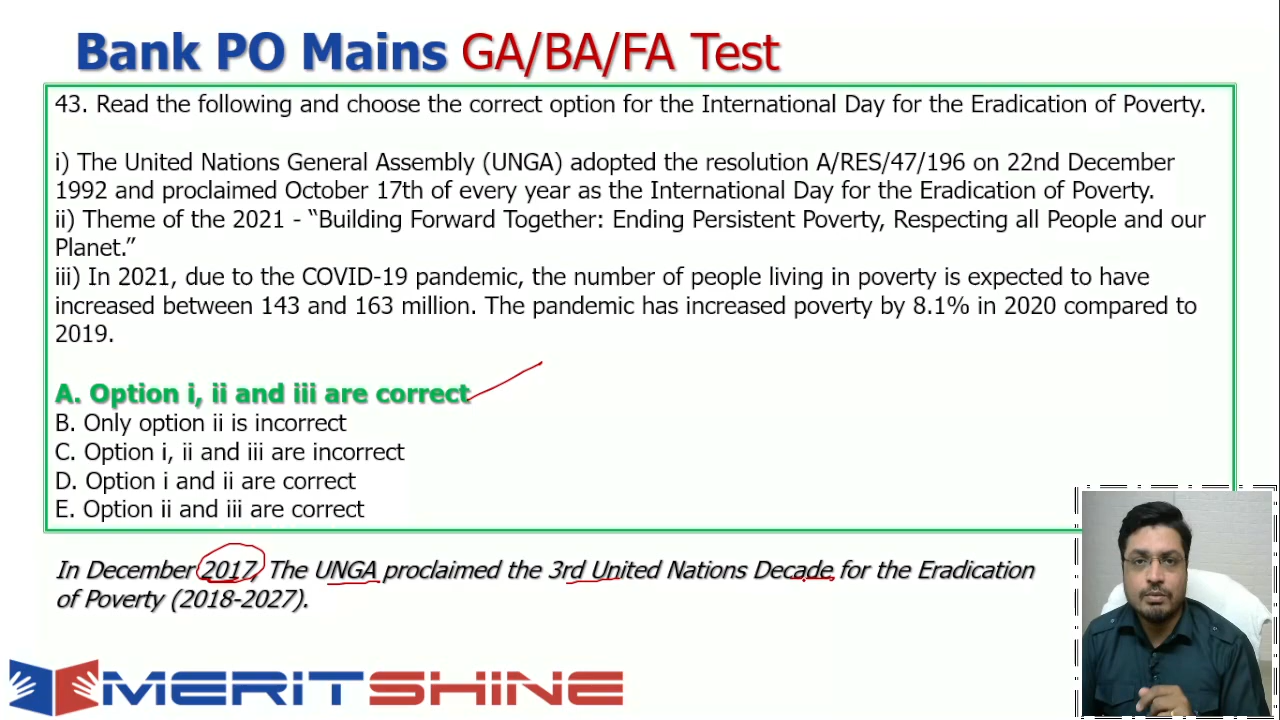 Bank PO Mains GA/BA/FA Test
43. Read the following and choose the correct option for the International Day for the Eradication of Poverty.
i) The United Nations General Assembly (UNGA) adopted the resolution A/RES/47/196 on 22nd December
1992 and proclaimed October 17th of every year as the International Day for the Eradication of Poverty.
ii) Theme of the 2021 - “Building Forward Together: Ending Persistent Poverty, Respecting all People and our
Planet.”
iii) In 2021, due to the COVID-19 pandemic, the number of people living in poverty is expected to have
increased between 143 and 163 million. The pandemic has increased poverty by 8.1% in 2020 compared to
2019.
A. Option i, ii and iii are correct
B. Only option ii is incorrect
C. Option i, ii and iii are incorrect
D. Option i and ii are correct
E. Option ii and iii are correct
In December 2017, The UNGA proclaimed the 3rd United Nations Decade for the Eradication
of Poverty (2018-2027).
MERITSHINE